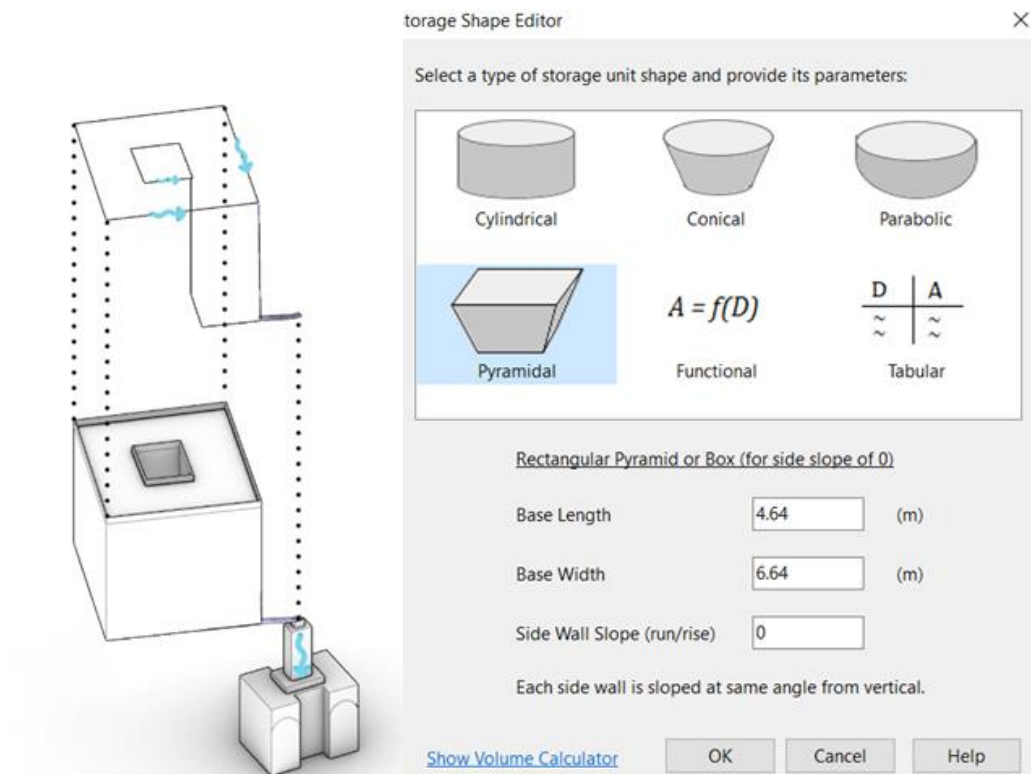 torage Shape Editor
Select a type of storage unit shape and provide its parameters:
Cylindrical Conical Parabolic
D A
A = f(D)
~ ~
~ ~
Pyramidal Functional Tabular
Rectangular Pyramid or Box (for side slope of 0)
Base Length 4.64 (m)
Base Width 6.64 (m)
Side Wall Slope (run/rise) 0
Each side wall is sloped at same angle from vertical.
Show Volume Calculator OK Cancel Help